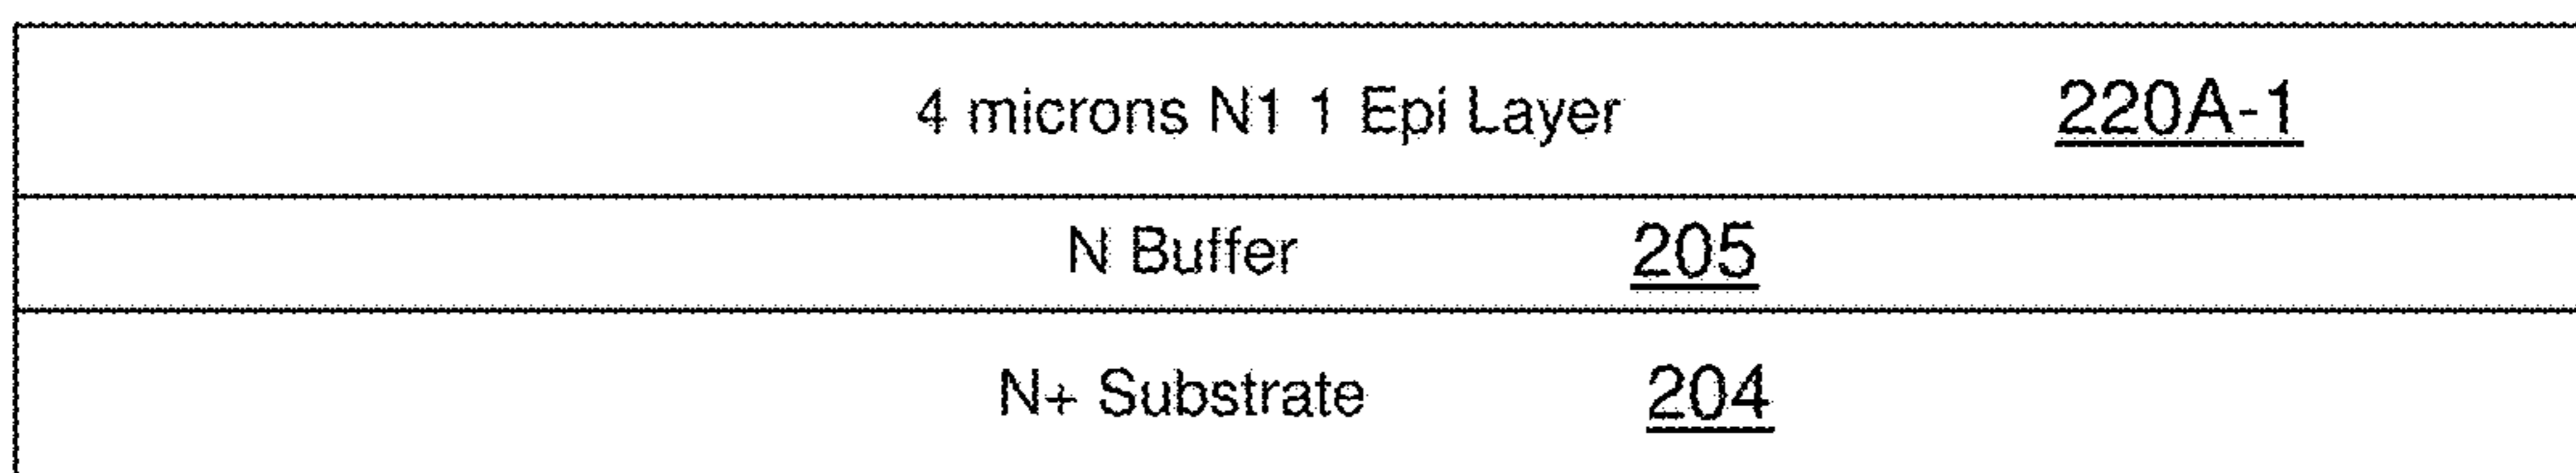 4 microns N1 1 Epi Layer 220A-1
N Buffer 205
N+ Substrate 204